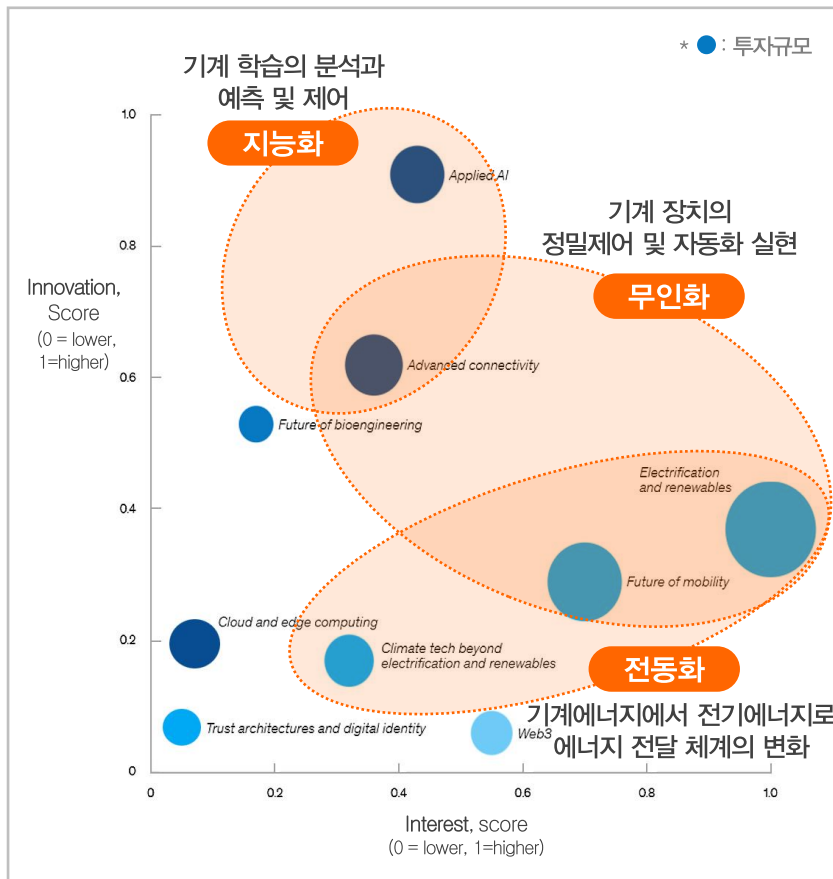 * : 투자규모
기계 학습의 분석과
예측 및 제어
지능화
1.0
Applied AI
기계 장치의
정밀제어 및 자동화 실현
무인화
0.8
Innovation,
Score
(0 = lower,
1=higher)
0.6
Advanced connectivity
Future of bioengineering
Electrification
and renewables
0.4
Future of mobility
0.2
Cloud and edge computing
Climate tech beyond
electrification and renewables
전동화
Trust architectures and digital identity
Web3
기계에너지에서 전기에너지로
에너지 전달 체계의 변화
0
0
0.2
0.4
0.6
0.8
1.0
Interest, score
(0 = lower, 1=higher)